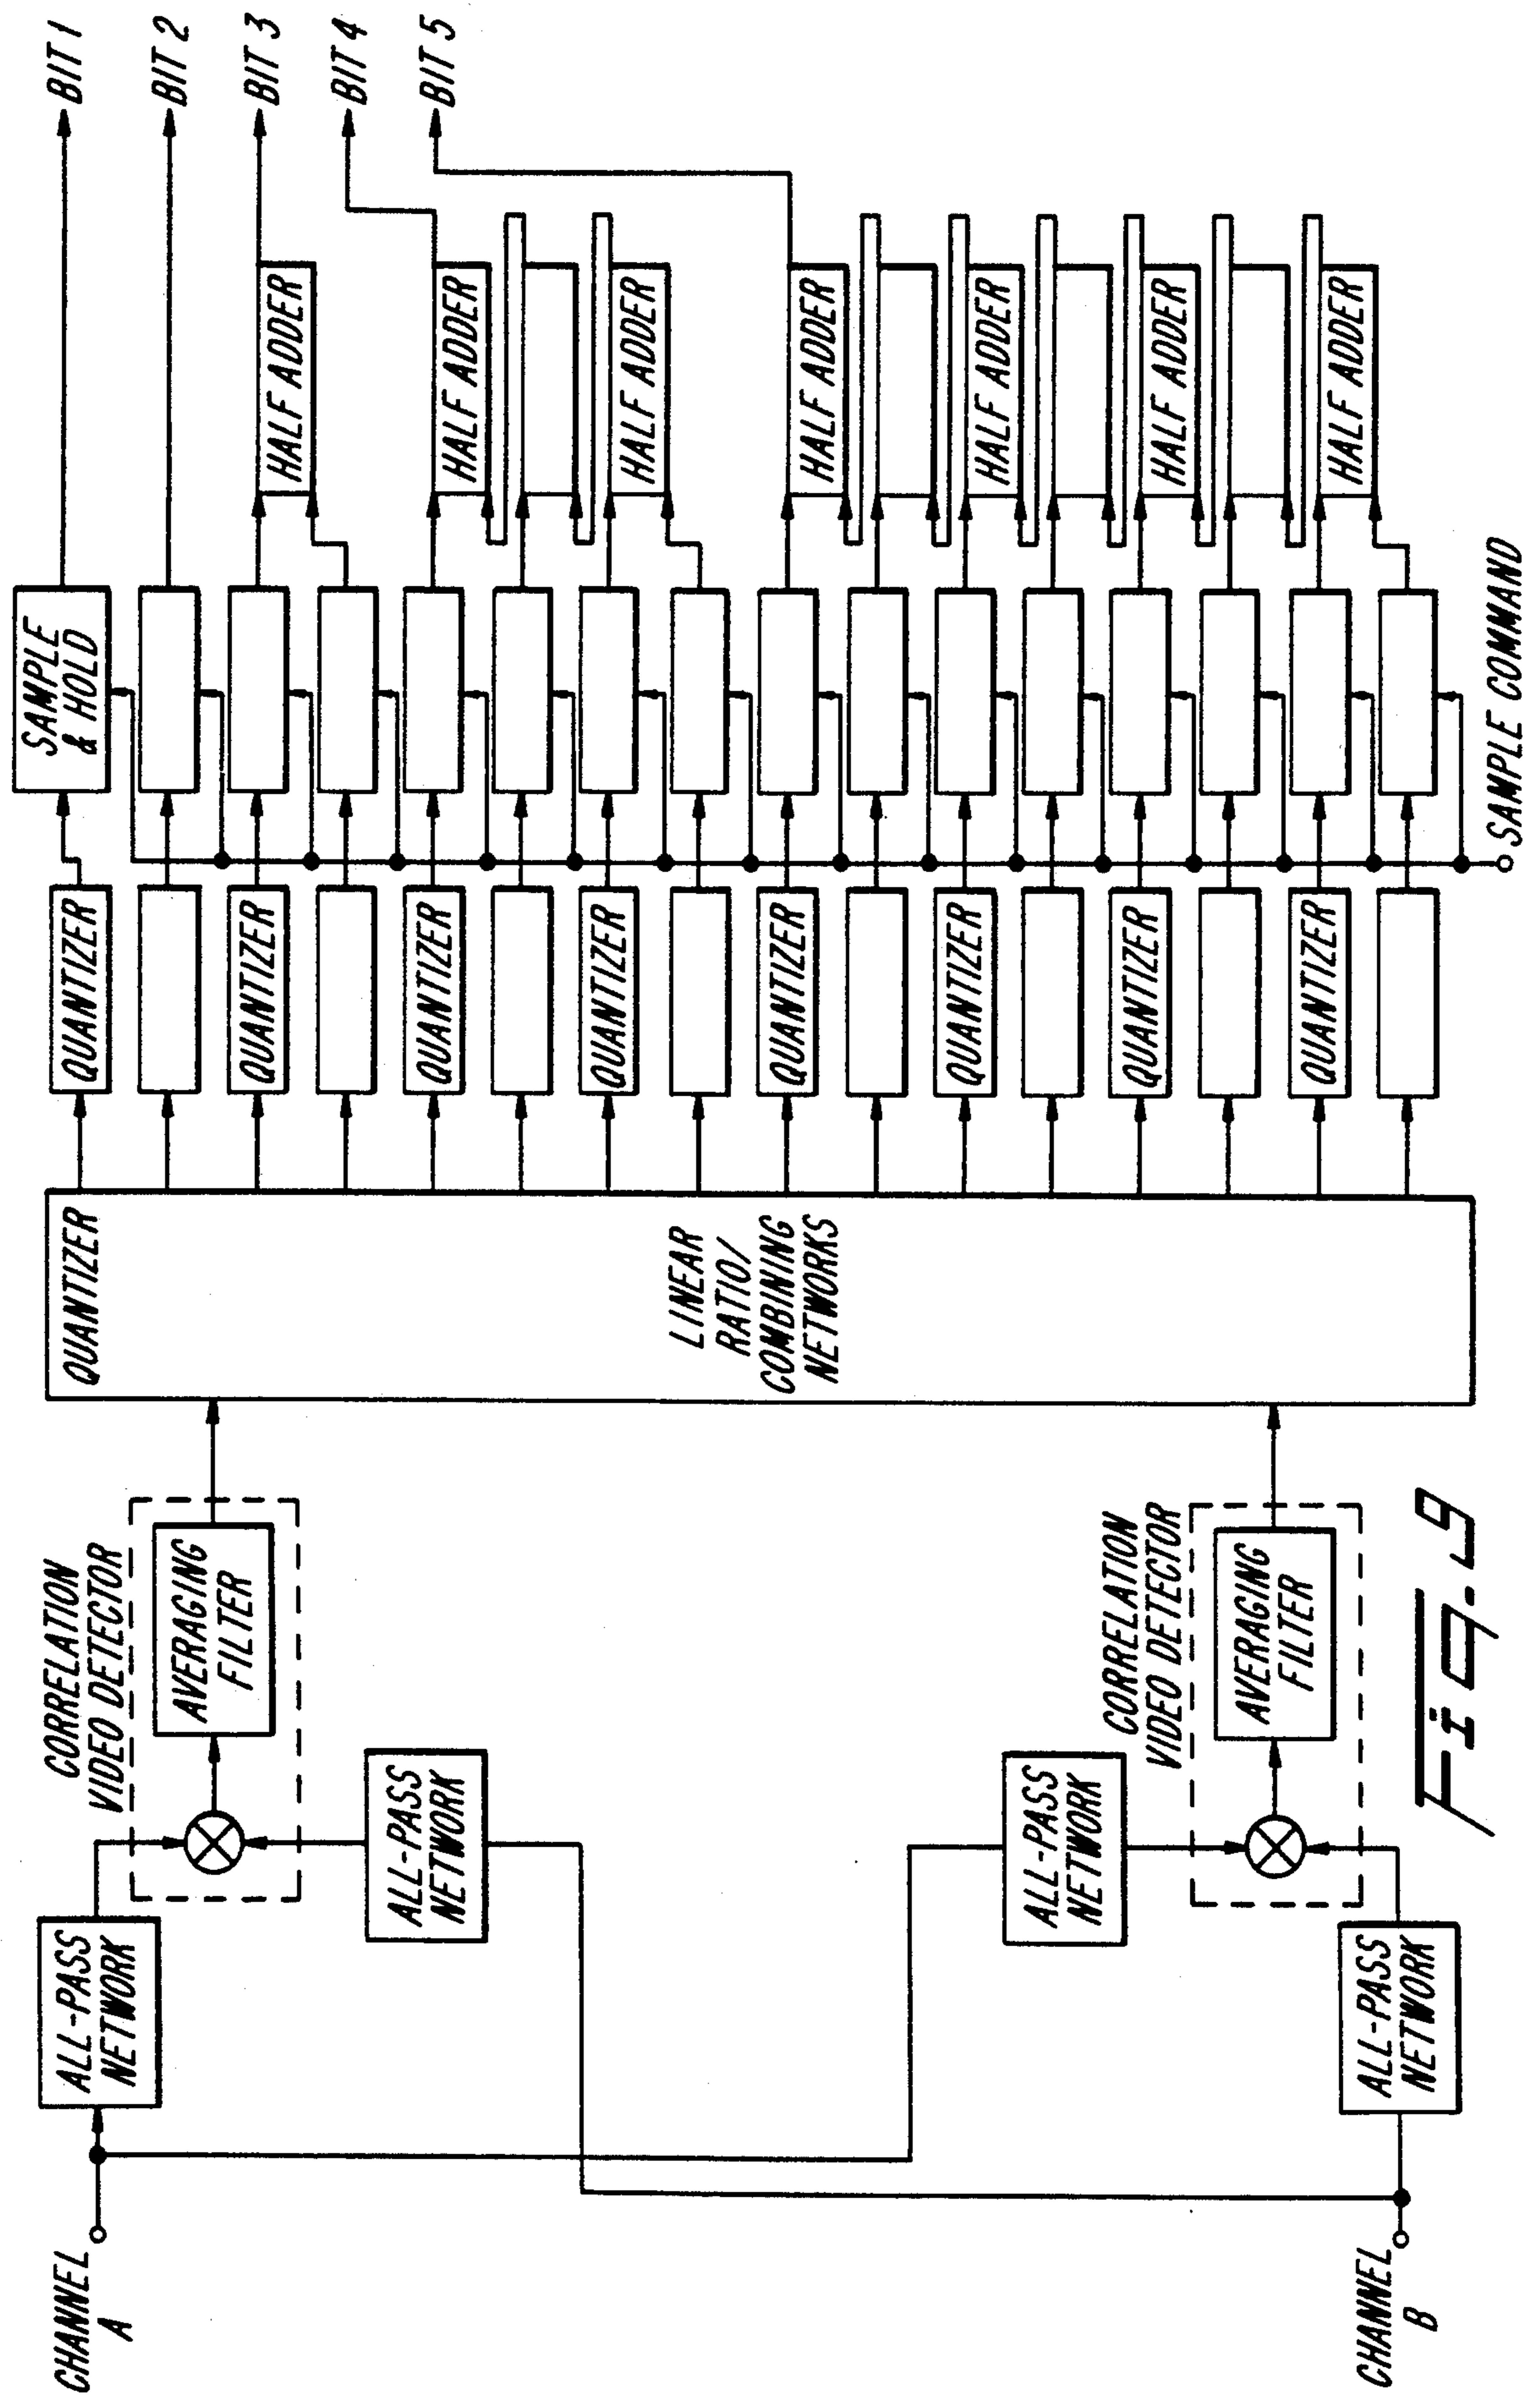 CHANNEL
A
CHANNEL
B
ALL-PASS
NETWORK
ALL-PASS
NETWORK
ALL-PASS
NETWORK
ALL-PASS
NETWORK
CORRELATION
VIDEO DETECTOR
AVERAGING
FILTER
CORRELATION
VIDEO DETECTOR
AVERAGING
FILTER
QUANTIZER
LINEAR
RATIO/
COMBINING
NETWORKS
QUANTIZER
QUANTIZER
QUANTIZER
QUANTIZER
QUANTIZER
QUANTIZER
QUANTIZER
QUANTIZER
SAMPLE
& HOLD
SAMPLE COMMAND
HALF ADDER
HALF ADDER
HALF ADDER
HALF ADDER
HALF ADDER
HALF ADDER
HALF ADDER
BIT 1
BIT 2
BIT 3
BIT 4
BIT 5
Fig. 9